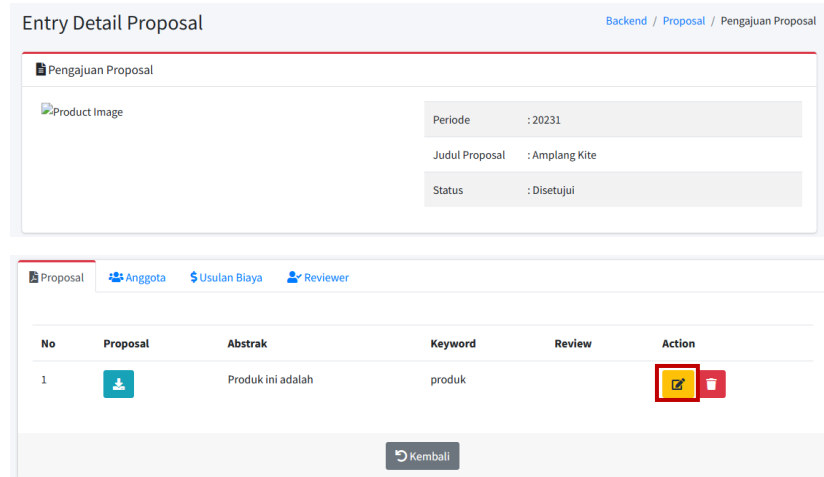 Entry Detail Proposal
Backend / Proposal / Pengajuan Proposal
Pengajuan Proposal
Product Image
Periode : 20231
Judul Proposal : Amplang Kite
Status : Disetujui
Proposal Anggota Usulan Biaya Reviewer
No Proposal Abstrak Keyword Review Action
1 Produk ini adalah produk
Kembali